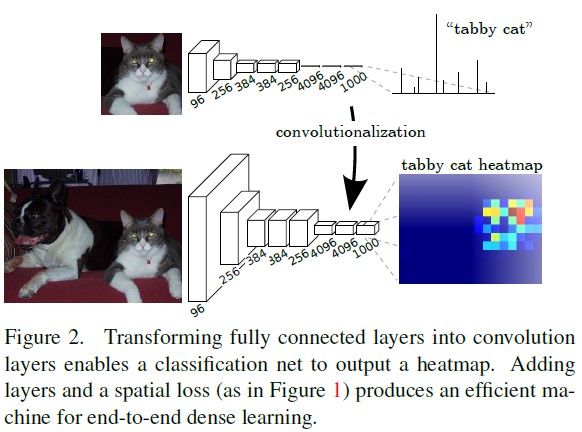 "tabby cat"
96
256
384
384
256
4096
4096
1000
convolutionalization
tabby cat heatmap
96
256
384
384
256
4096
4096
1000
Figure 2. Transforming fully connected layers into convolution
layers enables a classification net to output a heatmap. Adding
layers and a spatial loss (as in Figure 1) produces an efficient ma-
chine for end-to-end dense learning.